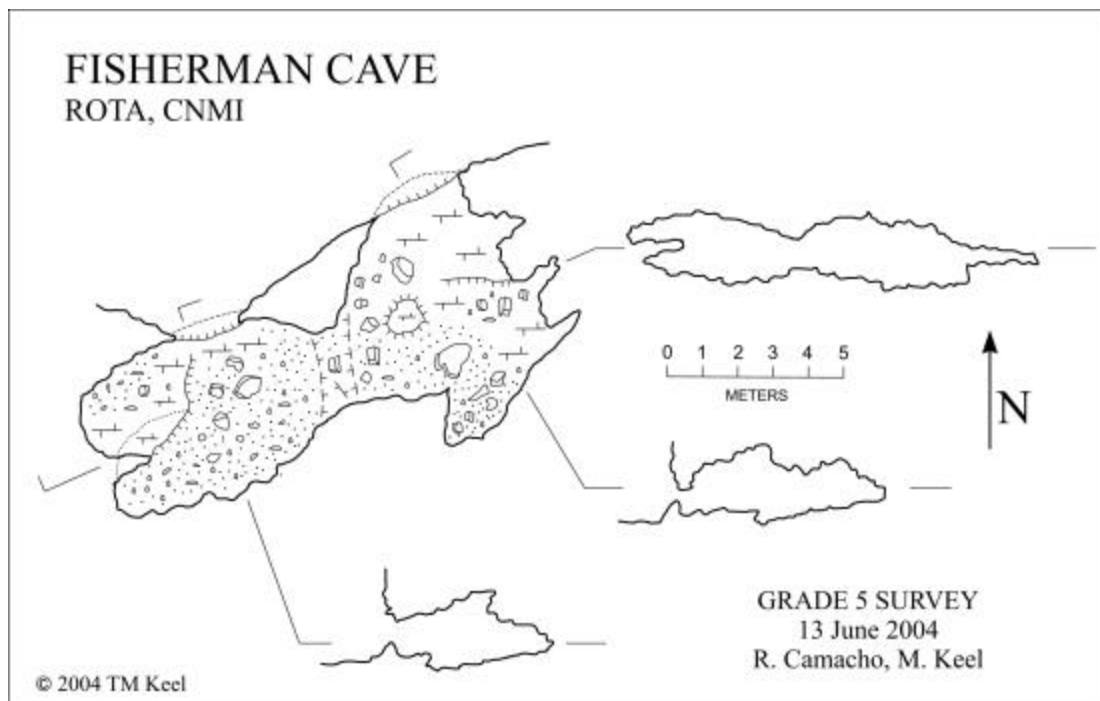 FISHERMAN CAVE
ROTA, CNMI
0 1 2 3 4 5
METERS
N
GRADE 5 SURVEY
13 June 2004
R. Camacho, M. Keel
© 2004 TM Keel